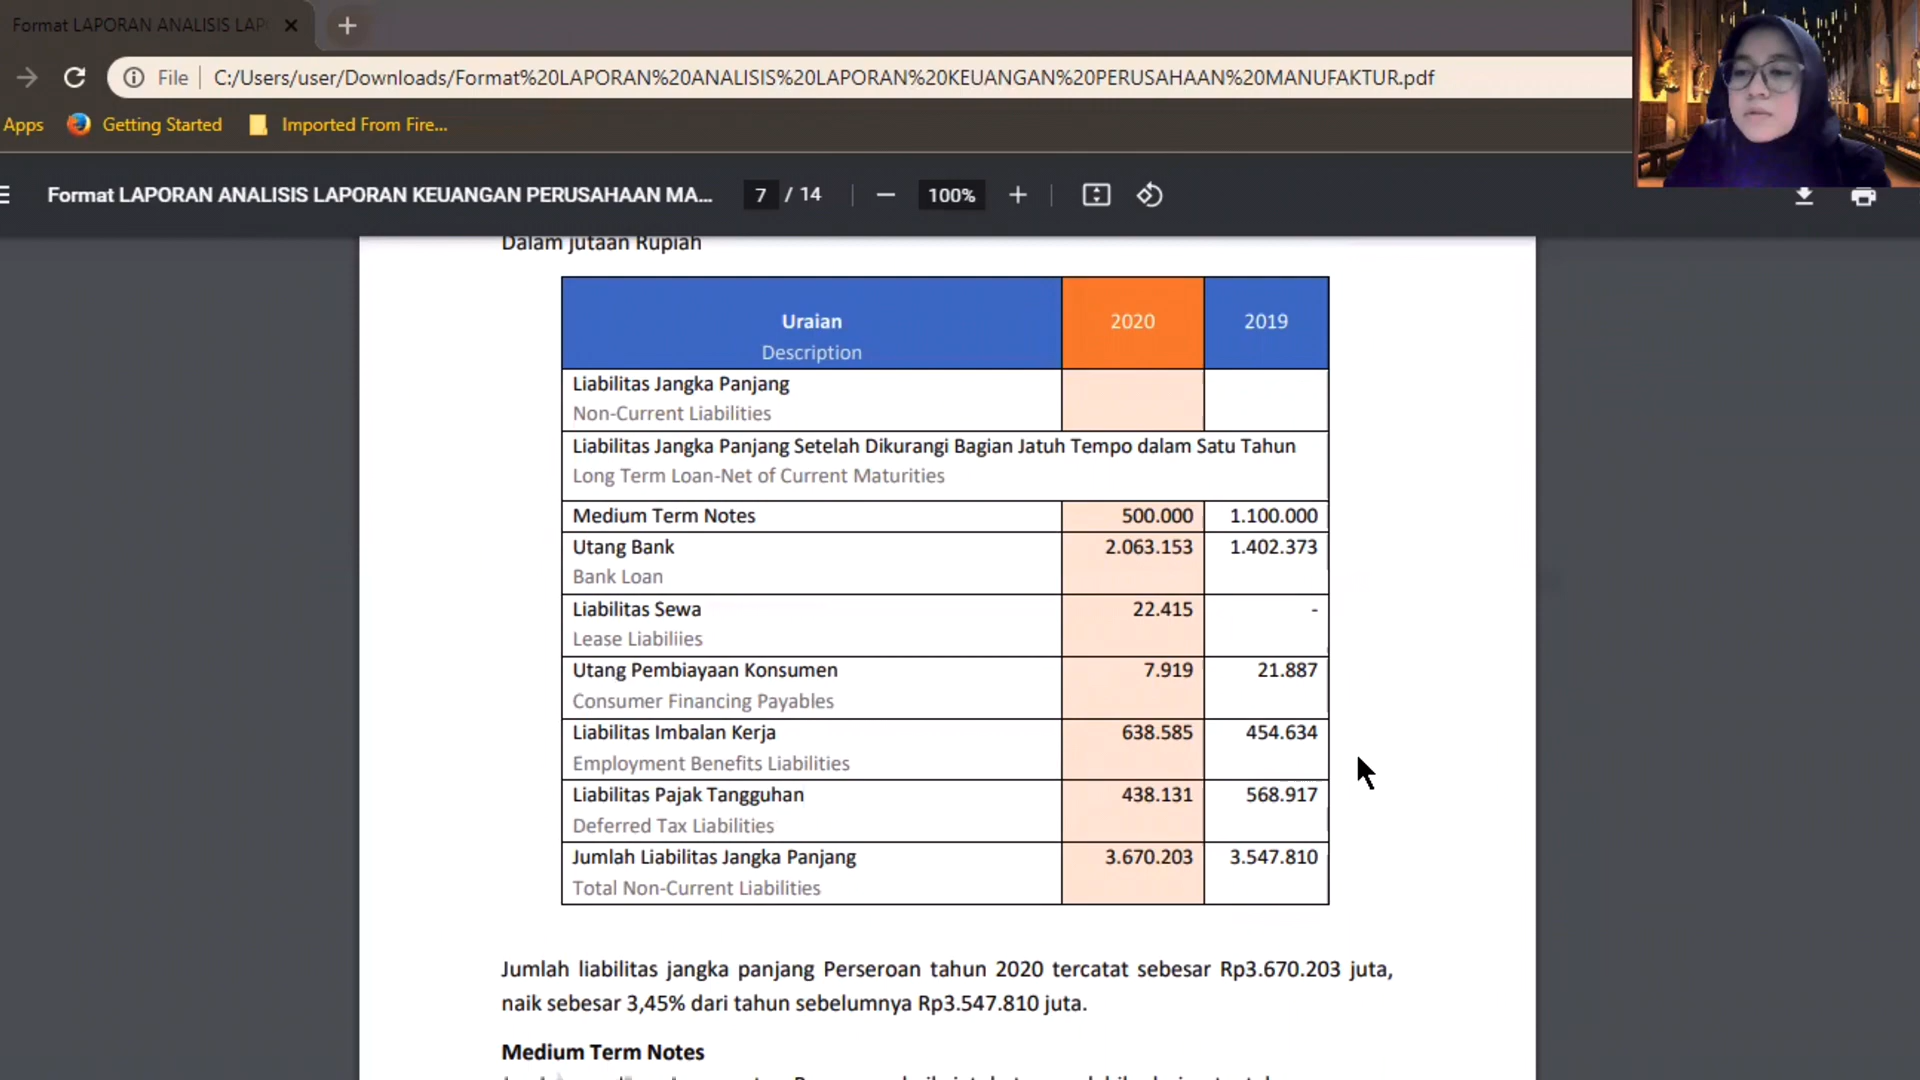 Format LAPORAN ANALISIS LAP
File C:/Users/user/Downloads/Format%20LAPORAN%20ANALISIS%20LAPORAN%20KEUANGAN%20PERUSAHAAN%20MANUFAKTUR.pdf
Apps Getting Started Imported From Fire...
Format LAPORAN ANALISIS LAPORAN KEUANGAN PERUSAHAAN MA... 7 / 14 100%
Dalam jutaan Rupiah
Uraian 2020 2019
Description
Liabilitas Jangka Panjang
Non-Current Liabilities
Liabilitas Jangka Panjang Setelah Dikurangi Bagian Jatuh Tempo dalam Satu Tahun
Long Term Loan-Net of Current Maturities
Medium Term Notes 500.000 1.100.000
Utang Bank 2.063.153 1.402.373
Bank Loan
Liabilitas Sewa 22.415 -
Lease Liabiliies
Utang Pembiayaan Konsumen 7.919 21.887
Consumer Financing Payables
Liabilitas Imbalan Kerja 638.585 454.634
Employment Benefits Liabilities
Liabilitas Pajak Tangguhan 438.131 568.917
Deferred Tax Liabilities
Jumlah Liabilitas Jangka Panjang 3.670.203 3.547.810
Total Non-Current Liabilities
Jumlah liabilitas jangka panjang Perseroan tahun 2020 tercatat sebesar Rp3.670.203 juta,
naik sebesar 3,45% dari tahun sebelumnya Rp3.547.810 juta.
Medium Term Notes